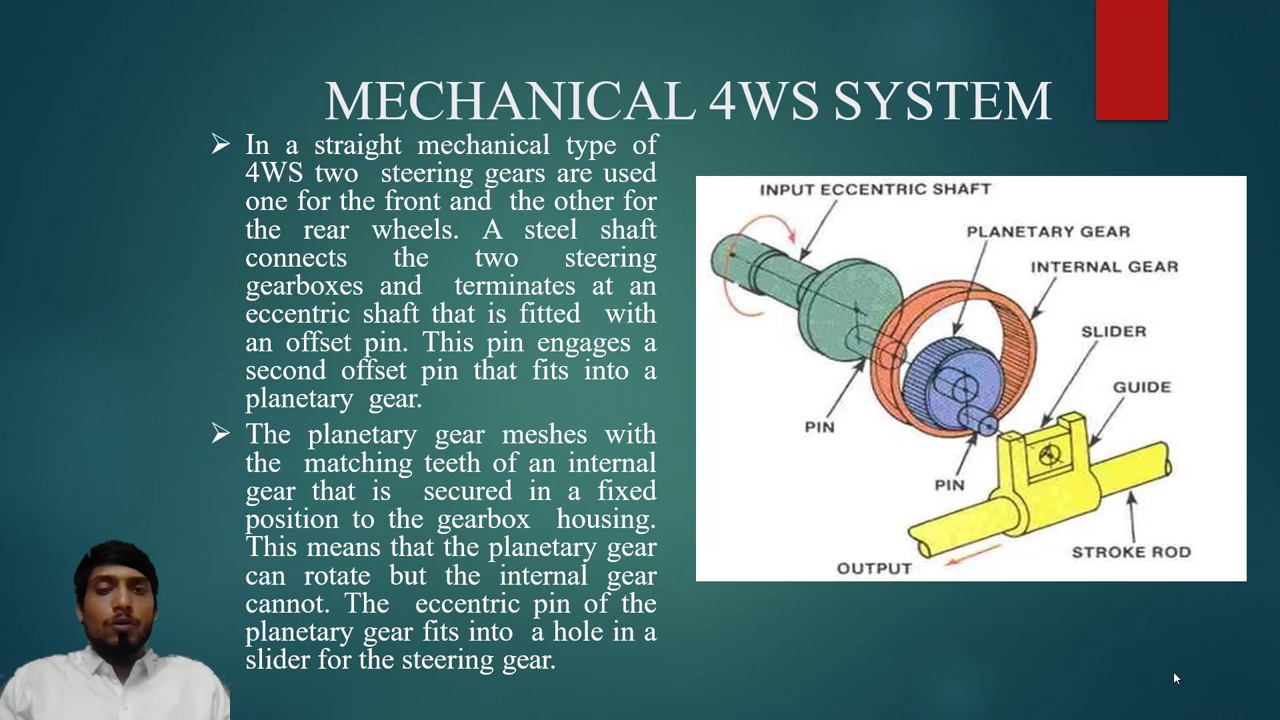 MECHANICAL 4WS SYSTEM
In a straight mechanical type of
4WS two steering gears are used
one for the front and the other for
the rear wheels. A steel shaft
connects the two steering
gearboxes and terminates at an
eccentric shaft that is fitted with
an offset pin. This pin engages a
second offset pin that fits into a
planetary gear.
The planetary gear meshes with
the matching teeth of an internal
gear that is secured in a fixed
position to the gearbox housing.
This means that the planetary gear
can rotate but the internal gear
cannot. The eccentric pin of the
planetary gear fits into a hole in a
slider for the steering gear.
INPUT ECCENTRIC SHAFT
PLANETARY GEAR
INTERNAL GEAR
SLIDER
GUIDE
PIN
PIN
STROKE ROD
OUTPUT